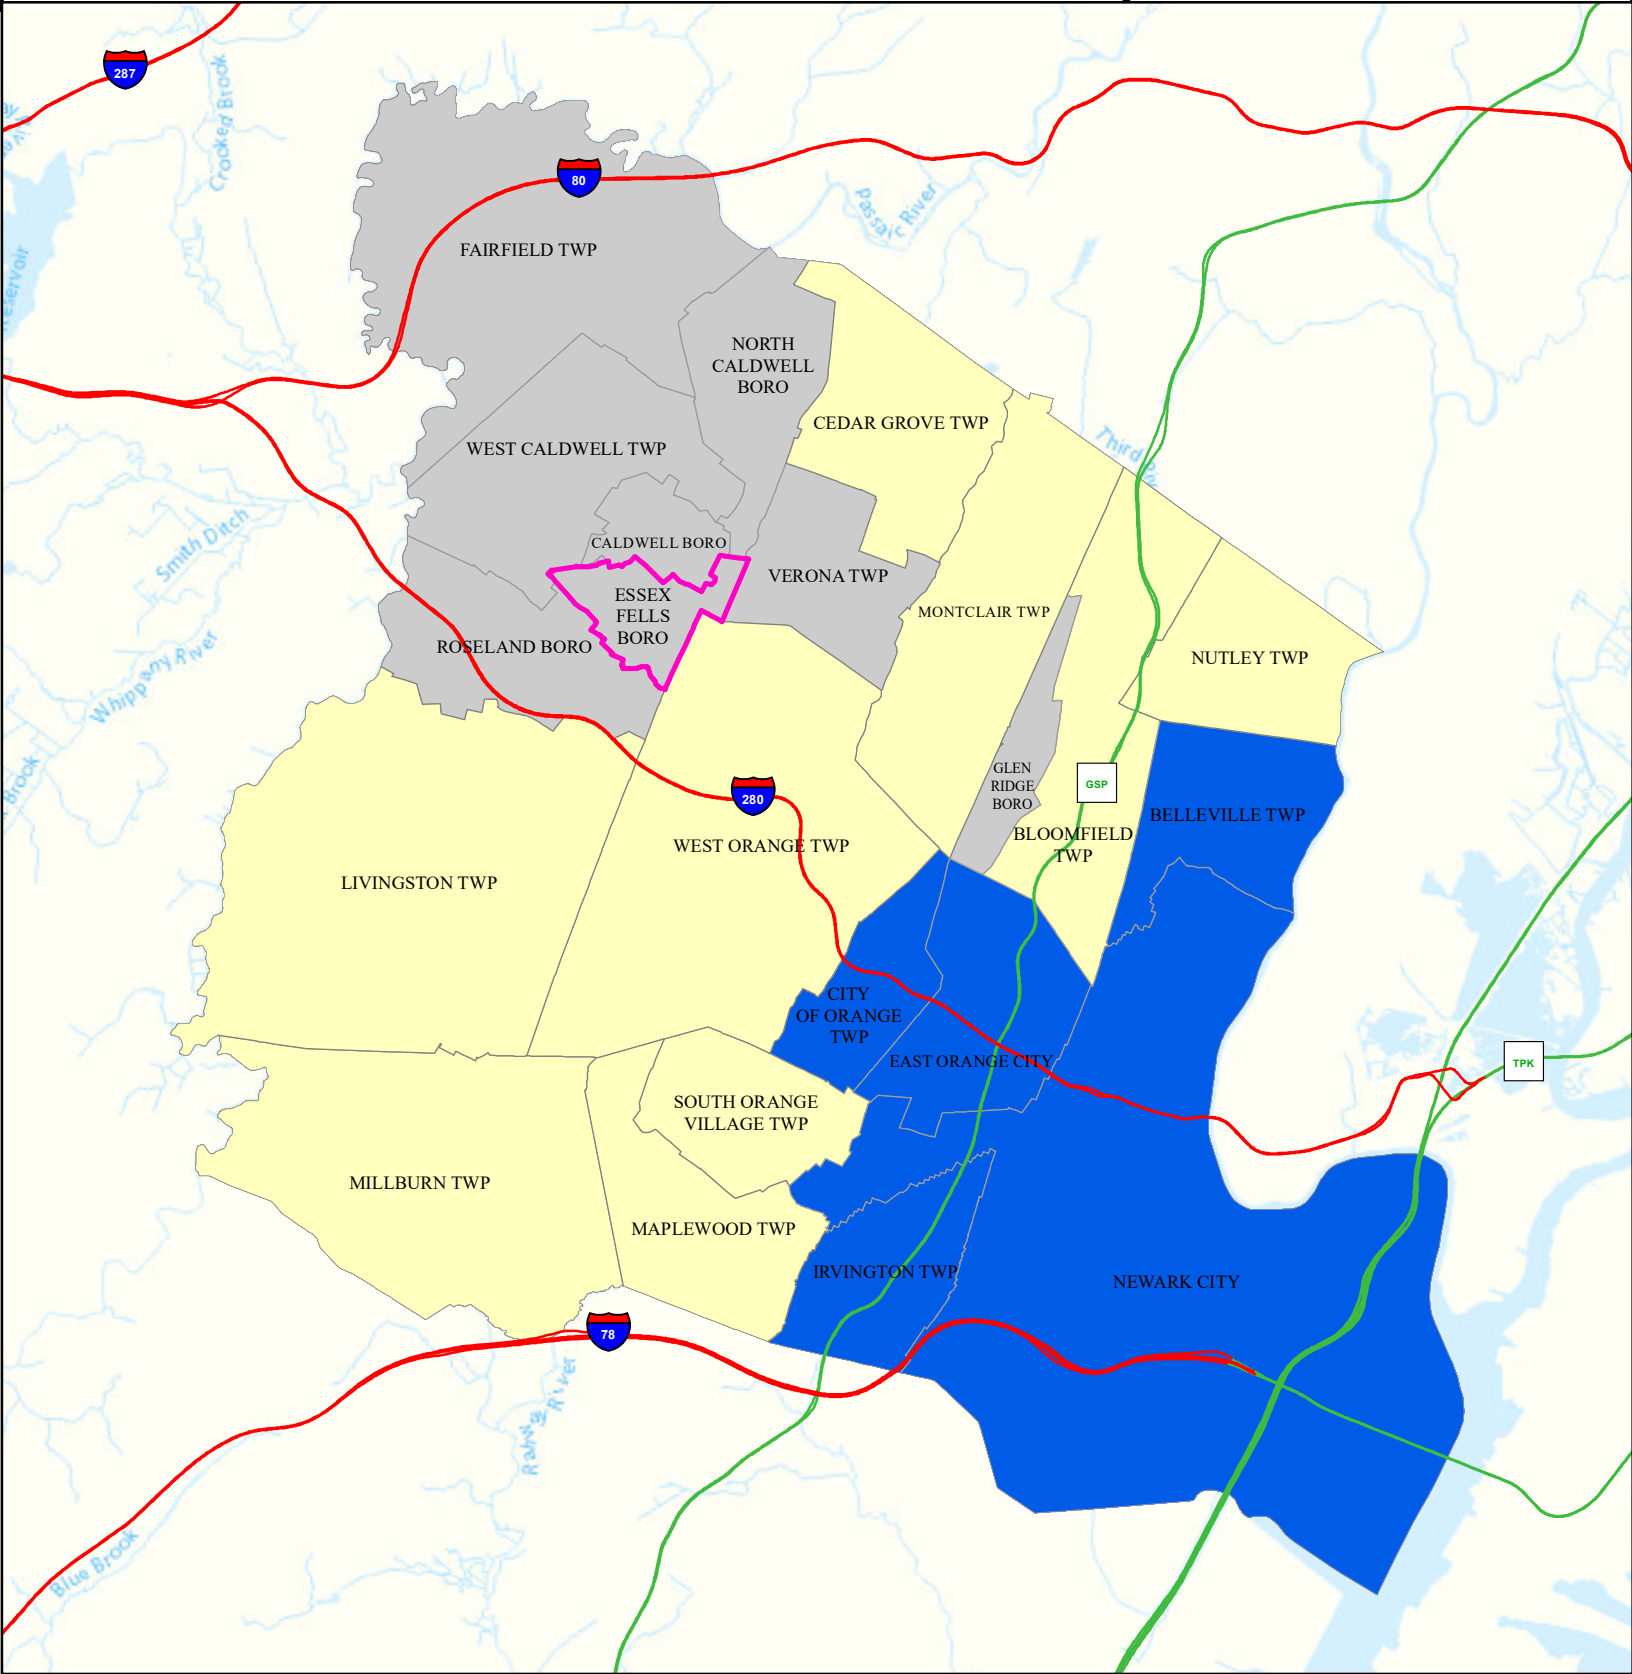 287
Crooked Brook
80
Passaic River
FAIRFIELD TWP
NORTH
CALDWELL
BORO
CEDAR GROVE TWP
WEST CALDWELL TWP
Third
Smith Ditch
CALDWELL BORO
VERONA TWP
ESSEX
FELLS
BORO
MONTCLAIR TWP
ROSELAND BORO
NUTLEY TWP
Whippany River
Brook
GLEN
RIDGE
BORO
GSP
280
BELLEVILLE TWP
BLOOMFIELD
TWP
WEST ORANGE TWP
LIVINGSTON TWP
CITY
OF ORANGE
TWP
EAST ORANGE CITY
TPK
SOUTH ORANGE
VILLAGE TWP
MILLBURN TWP
MAPLEWOOD TWP
IRVINGTON TWP
NEWARK CITY
78
River
Blue Brook